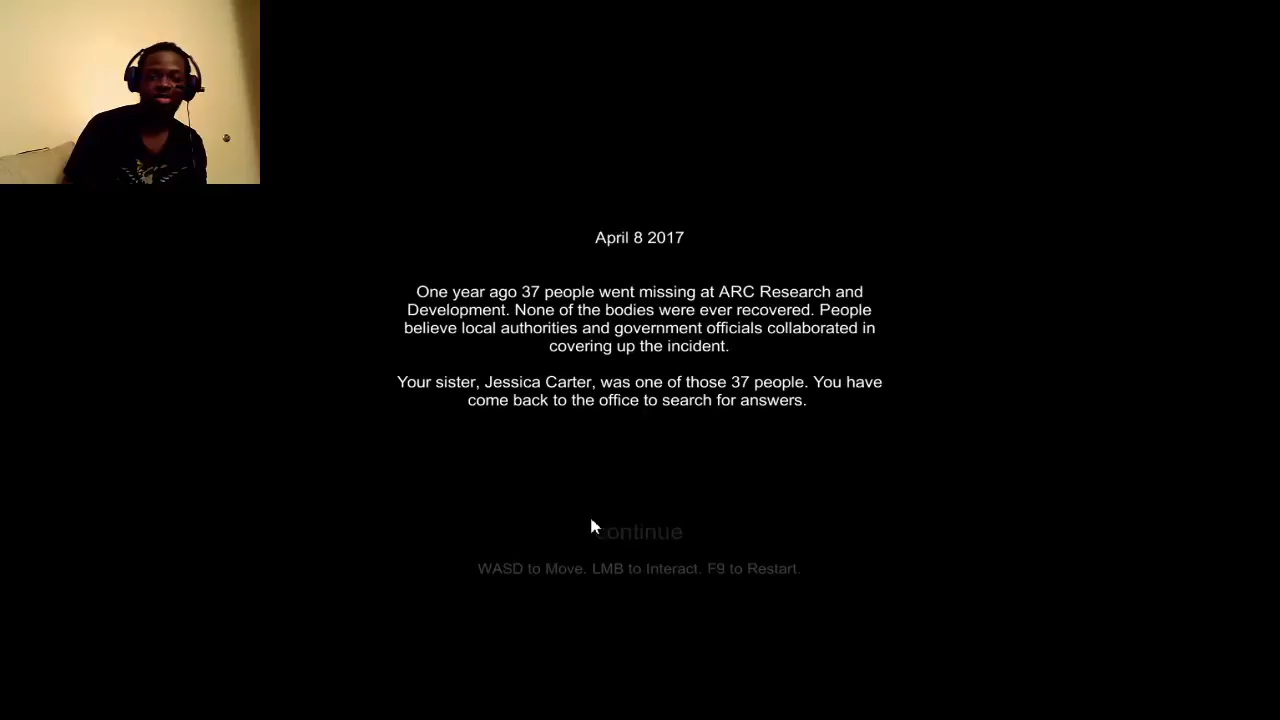 April 8 2017
One year ago 37 people went missing at ARC Research and
Development. None of the bodies were ever recovered. People
believe local authorities and government officials collaborated in
covering up the incident.
Your sister, Jessica Carter, was one of those 37 people. You have
come back to the office to search for answers.
continue
WASD to Move. LMB to Interact. F9 to Restart.